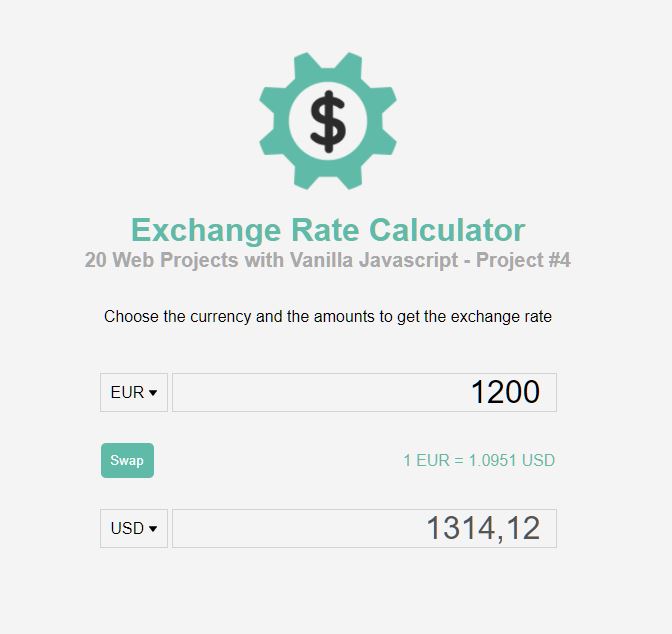 $
Exchange Rate Calculator
20 Web Projects with Vanilla Javascript - Project #4
Choose the currency and the amounts to get the exchange rate
EUR 1200
Swap 1 EUR = 1.0951 USD
USD 1314,12